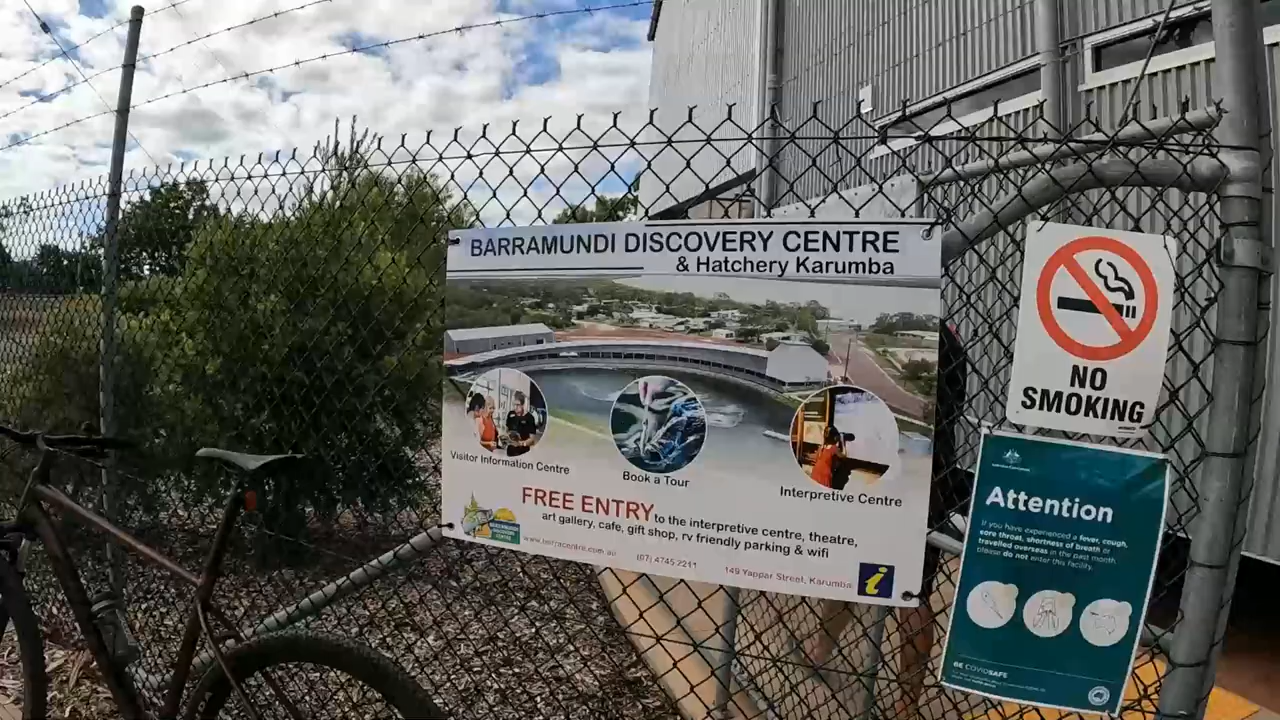 BARRAMUNDI DISCOVERY CENTRE
& Hatchery Karumba
Visitor Information Centre
Book a Tour
Interpretive Centre
FREE ENTRY to the interpretive centre, theatre,
art gallery, cafe, gift shop, rv friendly parking & wifi
BARRAMUNDI
DISCOVERY
CENTRE
www.barracentre.com.au
(07) 4745 2211
149 Yappar Street, Karumba
i
NO
SMOKING
Attention
If you have experienced a fever, cough,
sore throat, shortness of breath or
travelled overseas in the past month,
please do not enter this facility.
BE COVIDSAFE